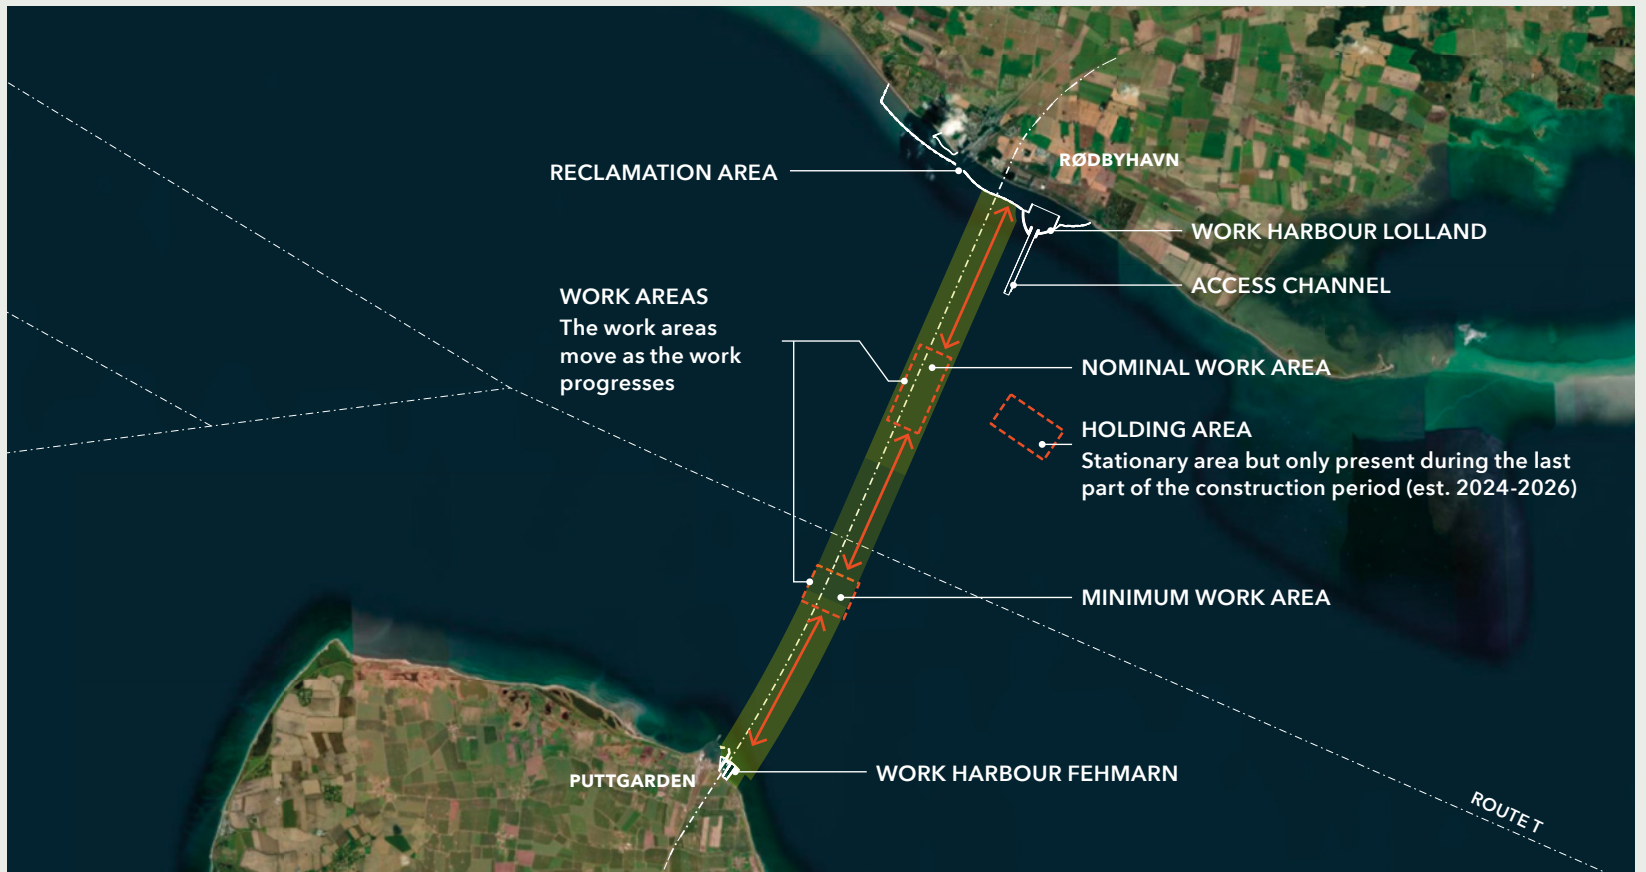 RØDBYHAVN
RECLAMATION AREA
WORK HARBOUR LOLLAND
ACCESS CHANNEL
WORK AREAS
The work areas
move as the work
progresses
NOMINAL WORK AREA
HOLDING AREA
Stationary area but only present during the last
part of the construction period (est. 2024-2026)
MINIMUM WORK AREA
PUTTGARDEN
WORK HARBOUR FEHMARN
ROUTE T